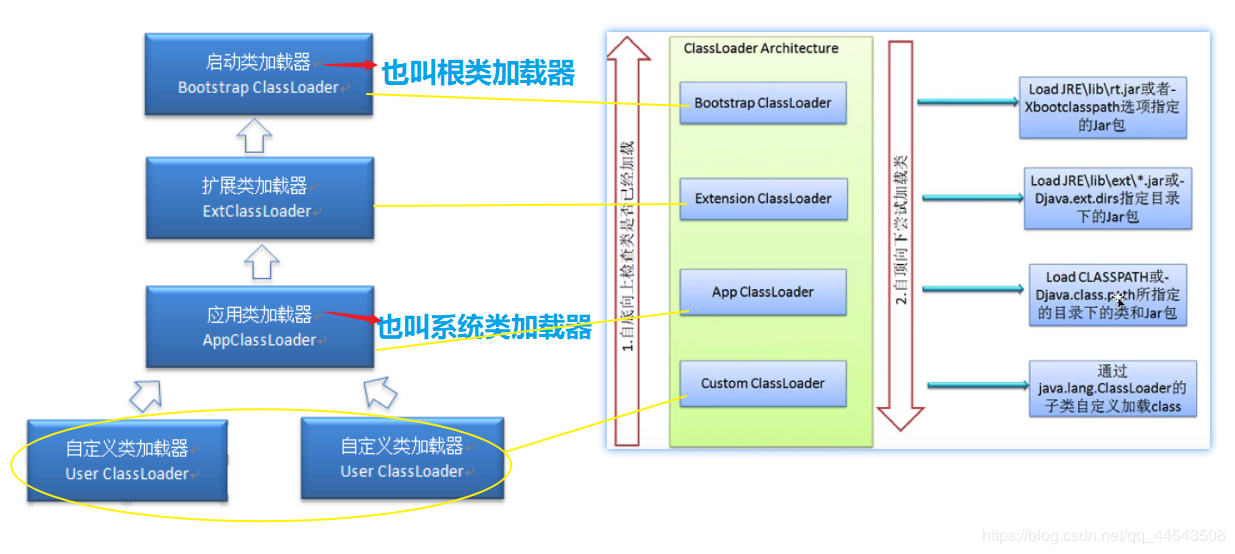 启动类加载器
Bootstrap ClassLoader
也叫根类加载器
扩展类加载器
ExtClassLoader
应用类加载器
AppClassLoader
也叫系统类加载器
自定义类加载器
User ClassLoader
自定义类加载器
User ClassLoader
1.自底向上检查类是否已经加载
ClassLoader Architecture
Bootstrap ClassLoader
Extension ClassLoader
App ClassLoader
Custom ClassLoader
2.自顶向下尝试加载类
Load JRE\lib\rt.jar或者-
Xbootclasspath选项指定
的Jar包
Load JRE\lib\ext\*.jar或-
Djava.ext.dirs指定目录
下的Jar包
Load CLASSPATH或-
Djava.class.path所指定
的目录下的类和Jar包
通过
java.lang.ClassLoader的
子类自定义加载class
https://blog.csdn.net/qq_44543508